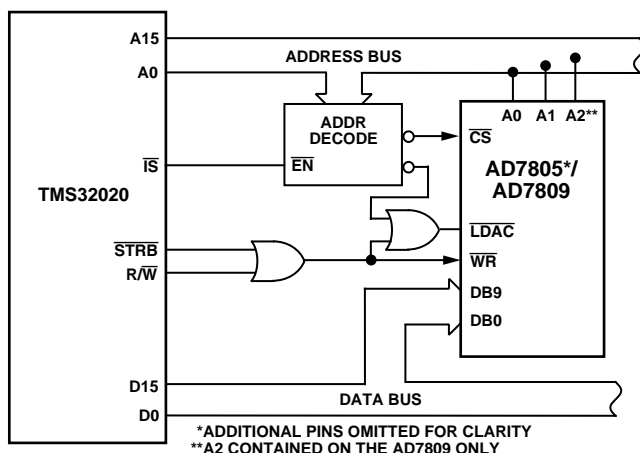 A15
ADDRESS BUS
A0
ADDR
DECODE
A0 A1 A2**
CS
IS
EN
AD7805*/
AD7809
TMS32020
LDAC
STRB
R/W
WR
DB9
DB0
D15
DATA BUS
D0
*ADDITIONAL PINS OMITTED FOR CLARITY
**A2 CONTAINED ON THE AD7809 ONLY